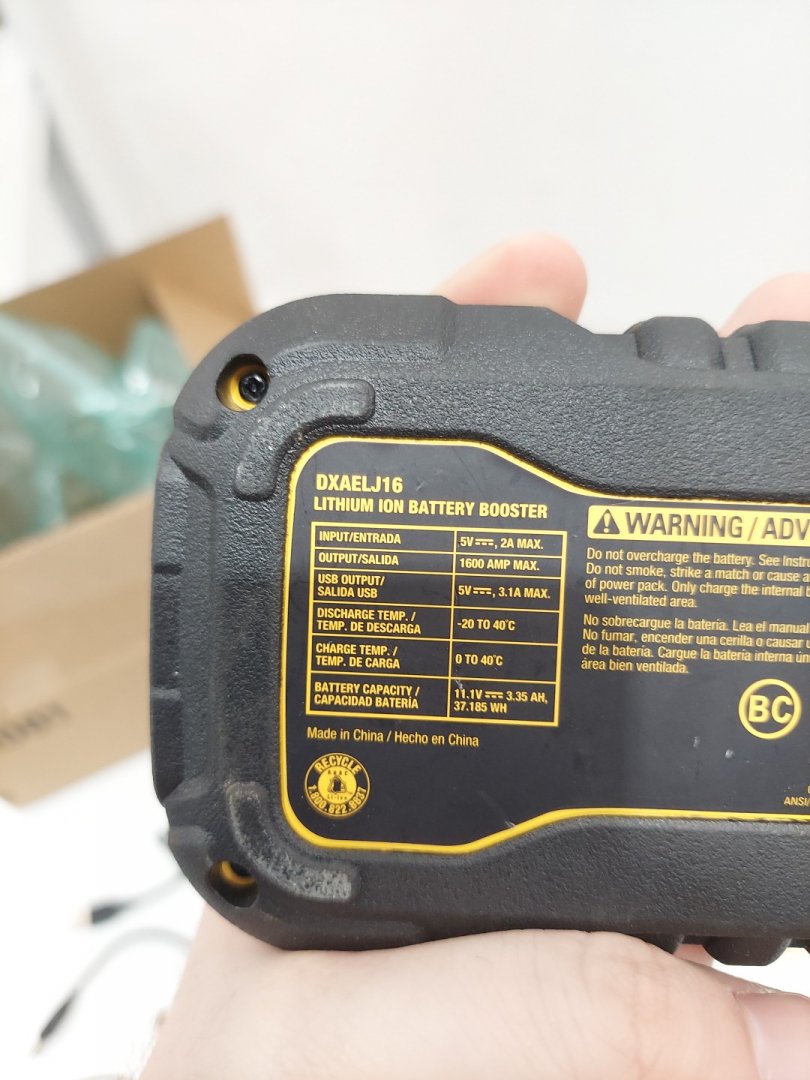 DXAELJ16
LITHIUM ION BATTERY BOOSTER
INPUT/ENTRADA
5V⎓, 2A MAX.
OUTPUT/SALIDA
1600 AMP MAX.
USB OUTPUT/
SALIDA USB
5V⎓, 3.1A MAX.
DISCHARGE TEMP. /
TEMP. DE DESCARGA
-20 TO 40°C
CHARGE TEMP. /
TEMP. DE CARGA
0 TO 40°C
BATTERY CAPACITY /
CAPACIDAD BATERÍA
11.1V⎓ 3.35 AH,
37.185 WH
Made in China / Hecho en China
RECYCLE
RBRC
Li-Ion
1.800.822.8837
WARNING / ADV
Do not overcharge the battery. See Instru
Do not smoke, strike a match or cause a
of power pack. Only charge the internal b
well-ventilated area.
No sobrecargue la batería. Lea el manual
No fumar, encender una cerilla o causar u
de la batería. Cargue la batería interna ún
área bien ventilada.
BC
ANSI/